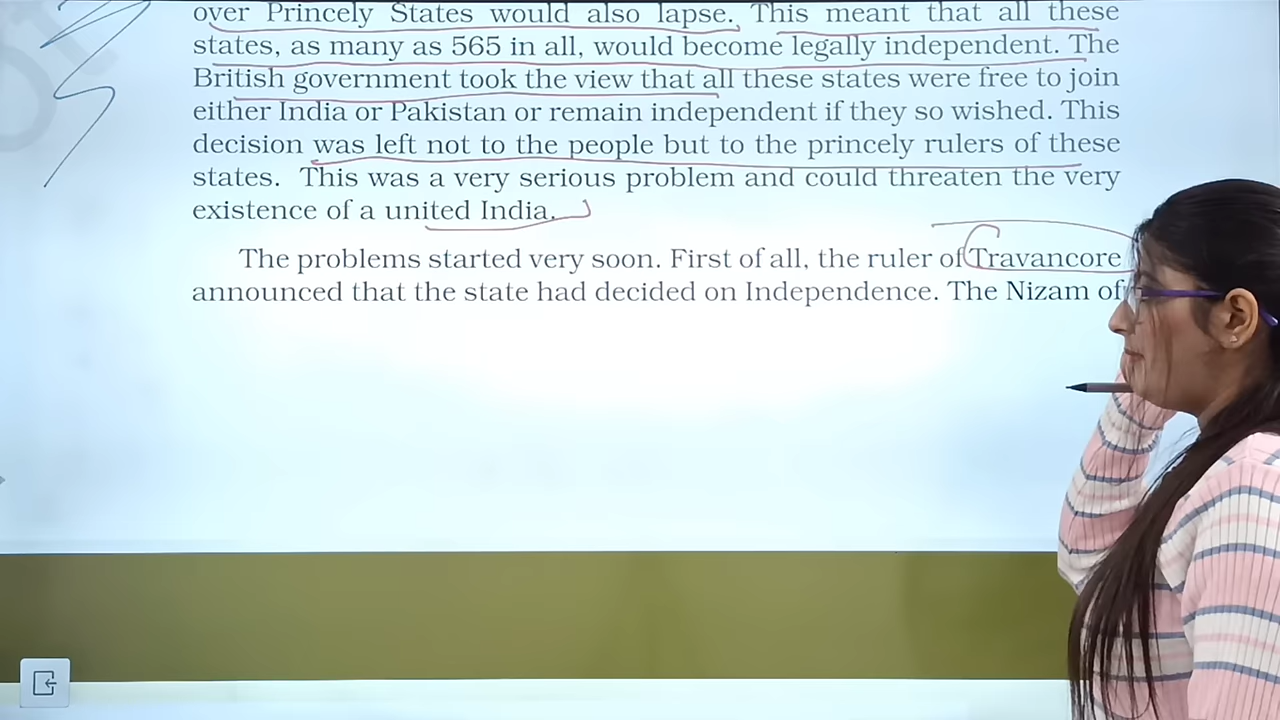 over Princely States would also lapse. This meant that all these
states, as many as 565 in all, would become legally independent. The
British government took the view that all these states were free to join
either India or Pakistan or remain independent if they so wished. This
decision was left not to the people but to the princely rulers of these
states. This was a very serious problem and could threaten the very
existence of a united India.
The problems started very soon. First of all, the ruler of Travancore
announced that the state had decided on Independence. The Nizam of